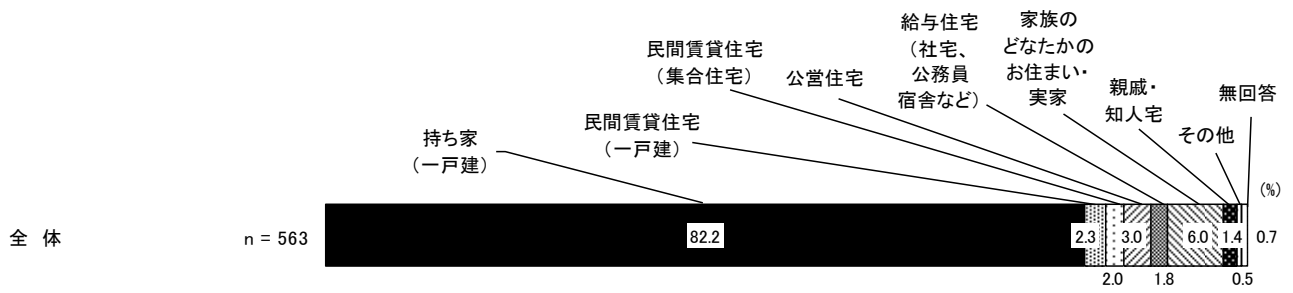 給与住宅
(社宅、
公務員
宿舎など)
家族の
どなたかの
お住まい・
実家
民間賃貸住宅
(集合住宅)
公営住宅
親戚・
知人宅
無回答
民間賃貸住宅
(一戸建)
その他
持ち家
(一戸建)
(%)
全 体
n = 563
82.2
2.3
3.0
6.0
1.4
0.7
2.0
1.8
0.5